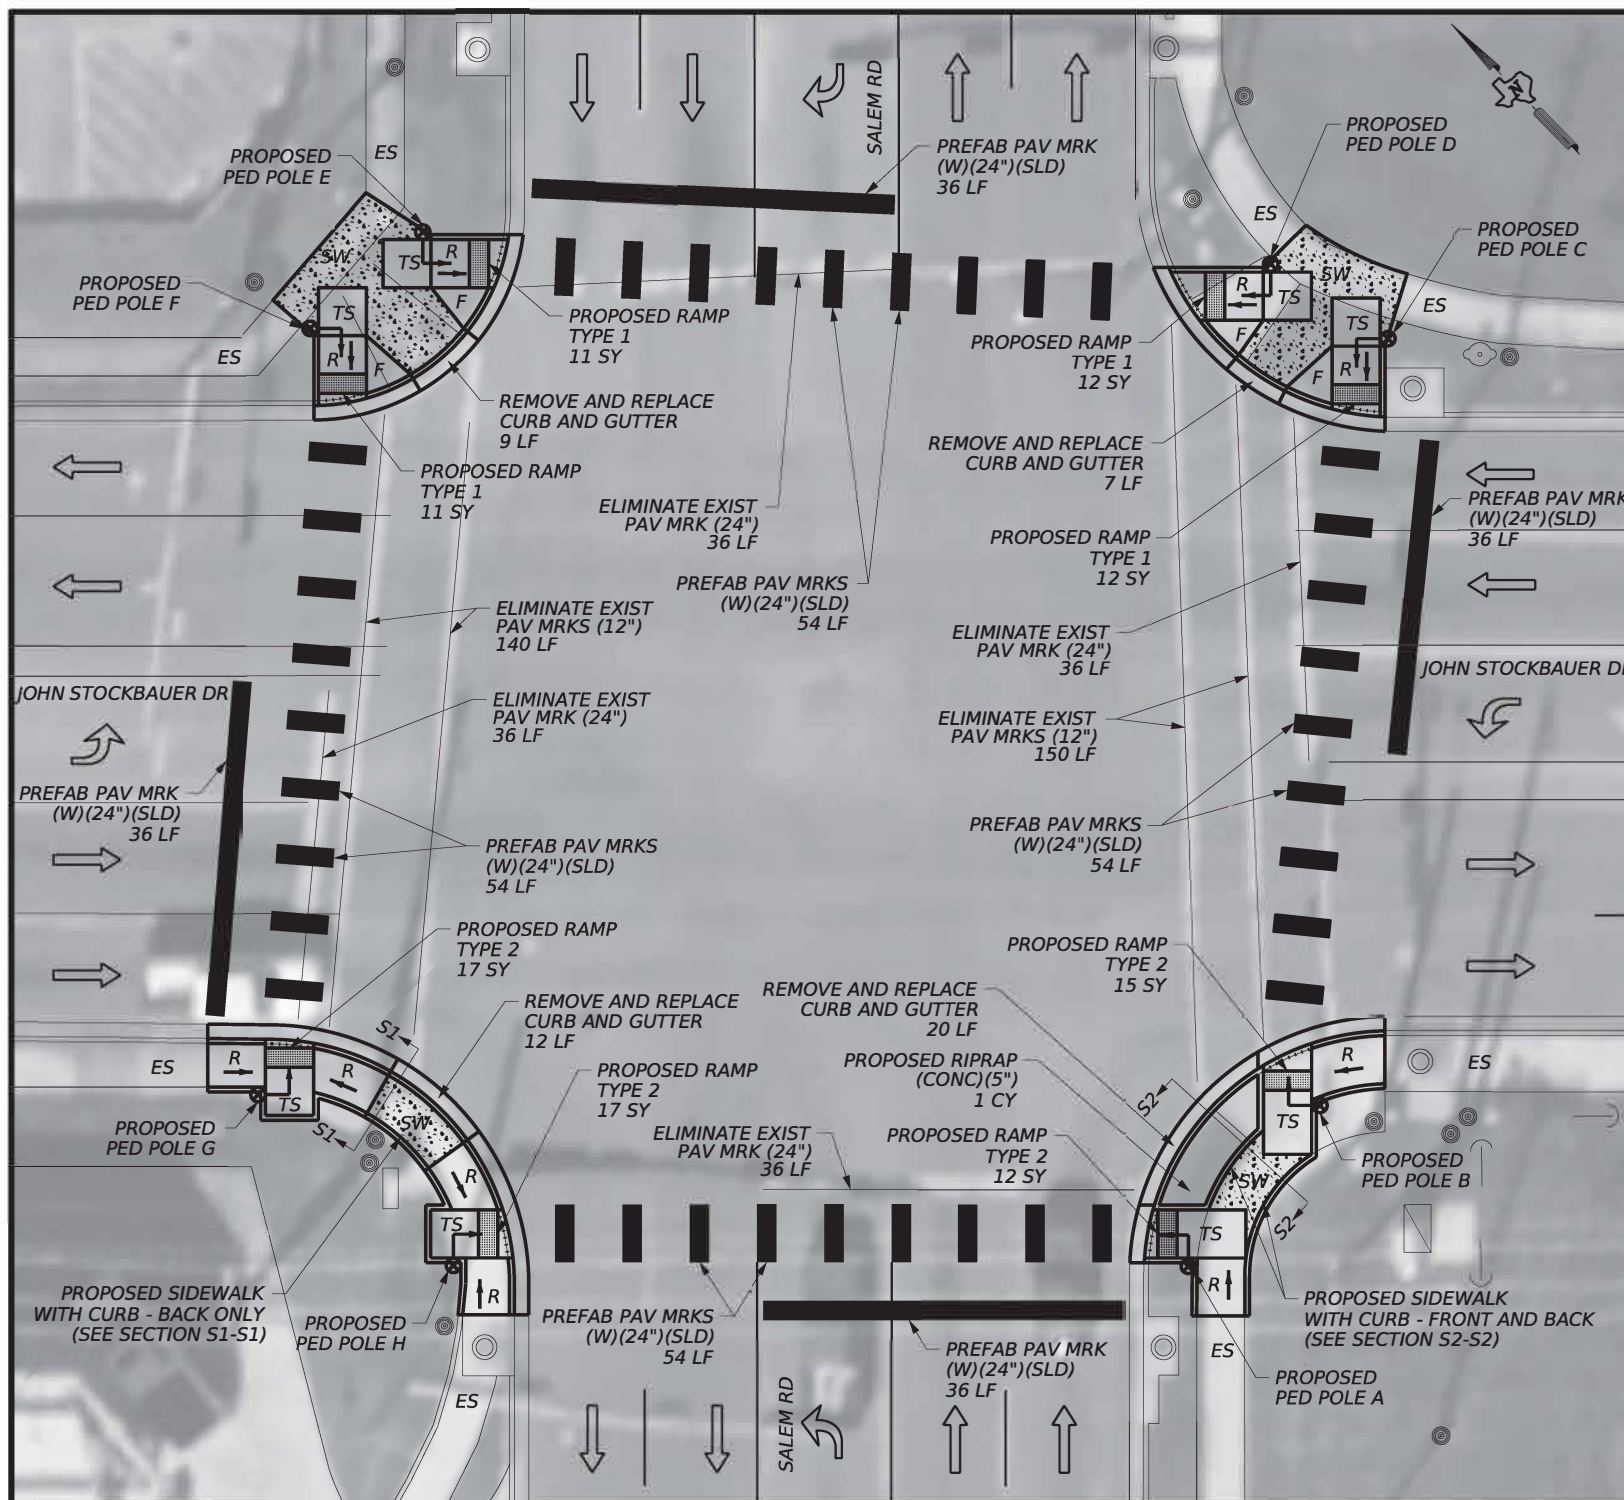 SALEM RD
PREFAB PAV MRK
(W)(24")(SLD)
36 LF
PROPOSED
PED POLE E
ES
PROPOSED
PED POLE D
ES
PROPOSED
PED POLE C
SW
TS
R
F
PROPOSED
PED POLE F
TS
R
F
ES
PROPOSED RAMP
TYPE 1
11 SY
R
TS
SW
F
TS
ES
F
R
PROPOSED RAMP
TYPE 1
12 SY
REMOVE AND REPLACE
CURB AND GUTTER
9 LF
REMOVE AND REPLACE
CURB AND GUTTER
7 LF
PROPOSED RAMP
TYPE 1
11 SY
ELIMINATE EXIST
PAV MRK (24")
36 LF
PROPOSED RAMP
TYPE 1
12 SY
PREFAB PAV MRK
(W)(24")(SLD)
36 LF
PREFAB PAV MRKS
(W)(24")(SLD)
54 LF
ELIMINATE EXIST
PAV MRKS (12")
140 LF
ELIMINATE EXIST
PAV MRK (24")
36 LF
JOHN STOCKBAUER DR
ELIMINATE EXIST
PAV MRK (24")
36 LF
JOHN STOCKBAUER DR
ELIMINATE EXIST
PAV MRKS (12")
150 LF
PREFAB PAV MRK
(W)(24")(SLD)
36 LF
PREFAB PAV MRKS
(W)(24")(SLD)
54 LF
PREFAB PAV MRKS
(W)(24")(SLD)
54 LF
PROPOSED RAMP
TYPE 2
17 SY
PROPOSED RAMP
TYPE 2
15 SY
REMOVE AND REPLACE
CURB AND GUTTER
12 LF
REMOVE AND REPLACE
CURB AND GUTTER
20 LF
S1
ES
R
R
TS
SW
S1
R
TS
R
PROPOSED RAMP
TYPE 2
17 SY
PROPOSED RIPRAP
(CONC)(5")
1 CY
S2
R
ES
TS
SW
S2
TS
R
PROPOSED
PED POLE G
ELIMINATE EXIST
PAV MRK (24")
36 LF
PROPOSED RAMP
TYPE 2
12 SY
PROPOSED
PED POLE B
PROPOSED SIDEWALK
WITH CURB - BACK ONLY
(SEE SECTION S1-S1)
PROPOSED
PED POLE H
PREFAB PAV MRKS
(W)(24")(SLD)
54 LF
PREFAB PAV MRK
(W)(24")(SLD)
36 LF
PROPOSED SIDEWALK
WITH CURB - FRONT AND BACK
(SEE SECTION S2-S2)
ES
PROPOSED
PED POLE A
ES
SALEM RD